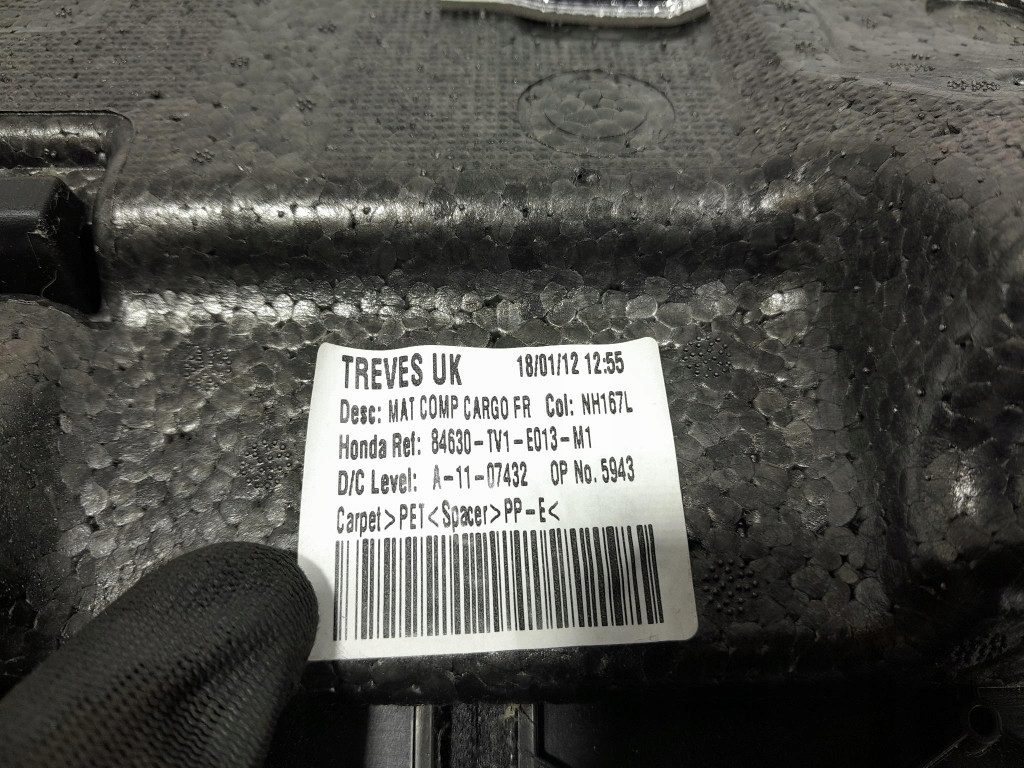 TREVES UK 18/01/12 12:55
Desc: MAT COMP CARGO FR Col: NH167L
Honda Ref: 84630-TV1-E013-M1
D/C Level: A-11-07432 OP No. 5943
Carpet>PET<Spacer>PP-E<